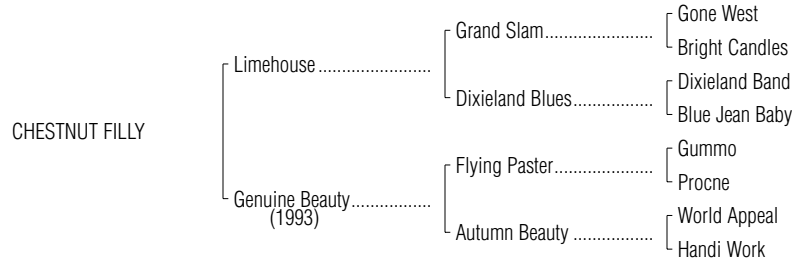 Gone West
Grand Slam.......................
Bright Candles
Limehouse........................
Dixieland Band
Dixieland Blues.................
Blue Jean Baby
CHESTNUT FILLY
Gummo
Flying Paster.....................
Procne
Genuine Beauty.................
(1993)
World Appeal
Autumn Beauty .................
Handi Work